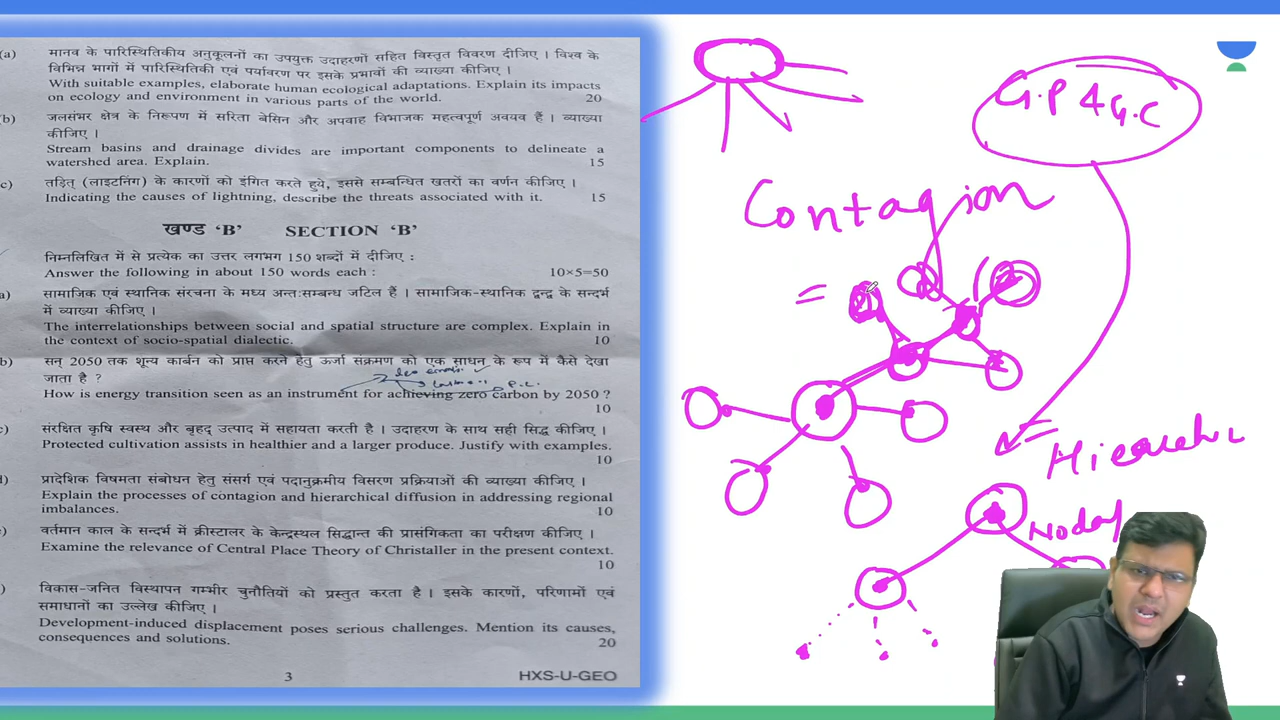 (a) नव के पारिस्थितिकीय अनुकूलनों का उपयुक्त उदाहरणों सहित विस्तृत विवरण दीजिए । विश्व के
विभिन्न भागों में पारिस्थितिकी एवं पर्यावरण पर इसके प्रभावों की व्याख्या कीजिए ।
With suitable examples, elaborate human ecological adaptations. Explain its impacts
on ecology and environment in various parts of the world. 20
(b) जलसंभर क्षेत्र के निरूपण में सरिता बेसिन और अपवाह विभाजक महत्वपूर्ण अवयव हैं । व्याख्या
कीजिए ।
Stream basins and drainage divides are important components to delineate a
watershed area. Explain. 15
c) तड़ित् (लाइटनिंग) के कारणों को इंगित करते हुये, इससे सम्बन्धित खतरों का वर्णन कीजिए ।
Indicating the causes of lightning, describe the threats associated with it. 15
खण्ड ‘B’ SECTION ‘B’
निम्नलिखित में से प्रत्येक का उत्तर लगभग 150 शब्दों में दीजिए :
Answer the following in about 150 words each : 10×5=50
a) सामाजिक एवं स्थानिक संरचना के मध्य अन्तर्सम्बन्ध जटिल हैं । सामाजिक-स्थानिक द्वन्द्व के सन्दर्भ
में व्याख्या कीजिए ।
The interrelationships between social and spatial structure are complex. Explain in
the context of socio-spatial dialectic. 10
b) सन् 2050 तक शून्य कार्बन को प्राप्त करने हेतु ऊर्जा संक्रमण को एक साधन के रूप में कैसे देखा
जाता है ?
How is energy transition seen as an instrument for achieving zero carbon by 2050 ?
10
c) संरक्षित कृषि स्वस्थ और वृहद् उत्पाद में सहायता करती है । उदाहरण के साथ सही सिद्ध कीजिए ।
Protected cultivation assists in healthier and a larger produce. Justify with examples.
10
d) प्रादेशिक विषमता संशोधन हेतु संसर्ग एवं पदानुक्रमीय विसरण प्रक्रियाओं की व्याख्या कीजिए ।
Explain the processes of contagion and hierarchical diffusion in addressing regional
imbalances. 10
e) वर्तमान काल के सन्दर्भ में क्रीस्टालर के केन्द्रस्थल सिद्धान्त की प्रासंगिकता का परीक्षण कीजिए ।
Examine the relevance of Central Place Theory of Christaller in the present context.
10
) विकास-जनित विस्थापन गम्भीर चुनौतियों को प्रस्तुत करता है । इसके कारणों, परिणामों एवं
समाधानों का उल्लेख कीजिए ।
Development-induced displacement poses serious challenges. Mention its causes,
consequences and solutions. 20
3 HXS-U-GEO
G.P & G.C
Contagion